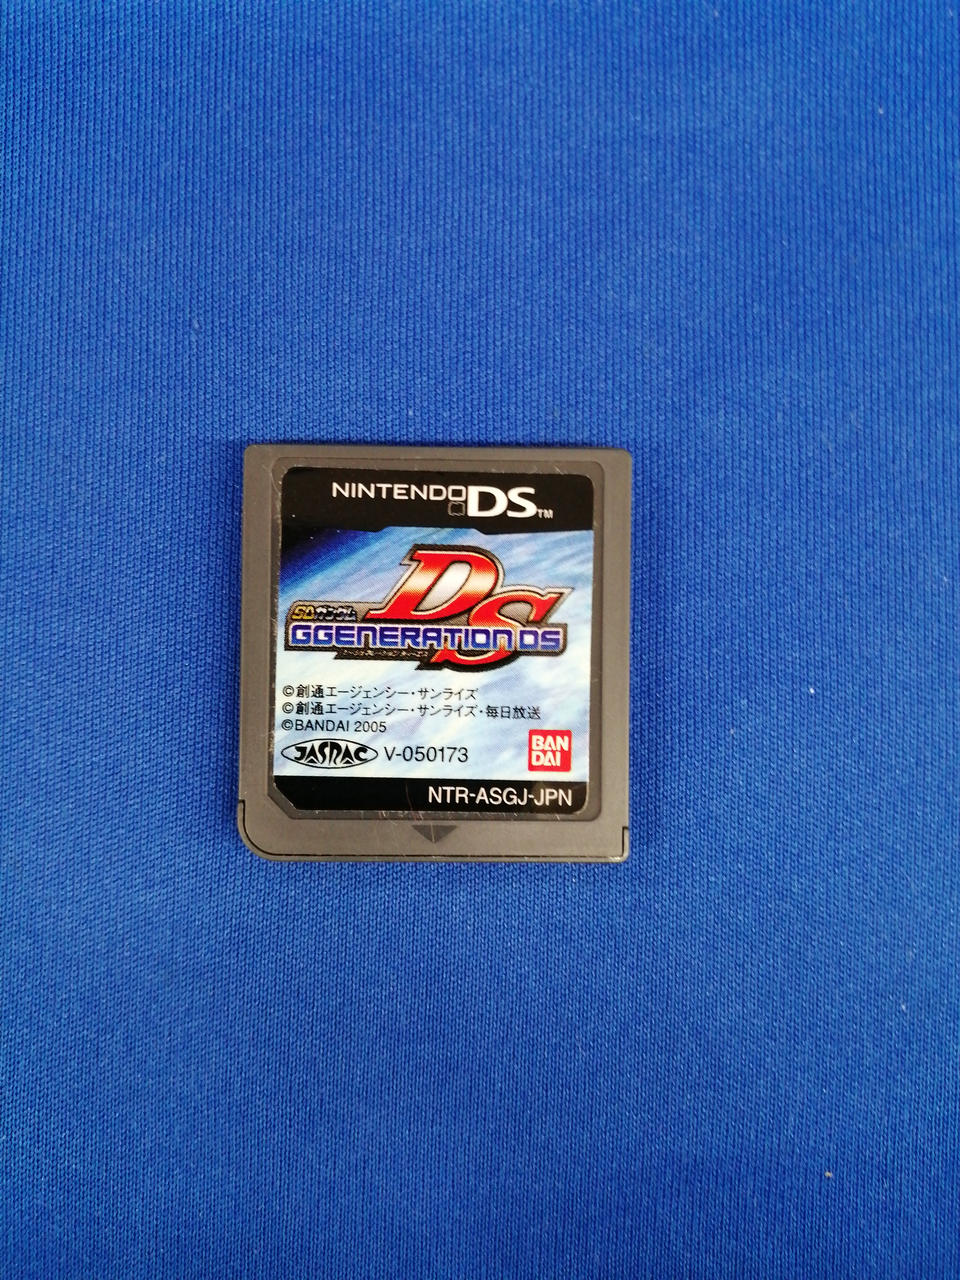 NINTENDO DS™
DS
SDガンダム
GGENERATION DS
©創通エージェンシー・サンライズ
©創通エージェンシー・サンライズ・毎日放送
©BANDAI 2005
JASRAC V-050173
BAN
DAI
NTR-ASGJ-JPN